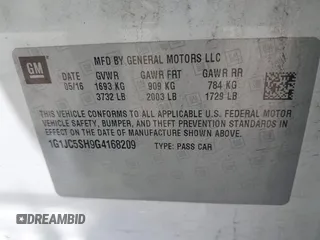 GM
MFD BY GENERAL MOTORS LLC
DATE GVWR GAWR FRT GAWR RR
05/16 1693 KG 909 KG 784 KG
3732 LB 2003 LB 1729 LB
THIS VEHICLE CONFORMS TO ALL APPLICABLE U.S. FEDERAL MOTOR
VEHICLE SAFETY, BUMPER, AND THEFT PREVENTION STANDARDS IN
EFFECT ON THE DATE OF MANUFACTURE SHOWN ABOVE.
1G1JC5SH9G4168209 TYPE: PASS CAR
AUTOBIDMASTER